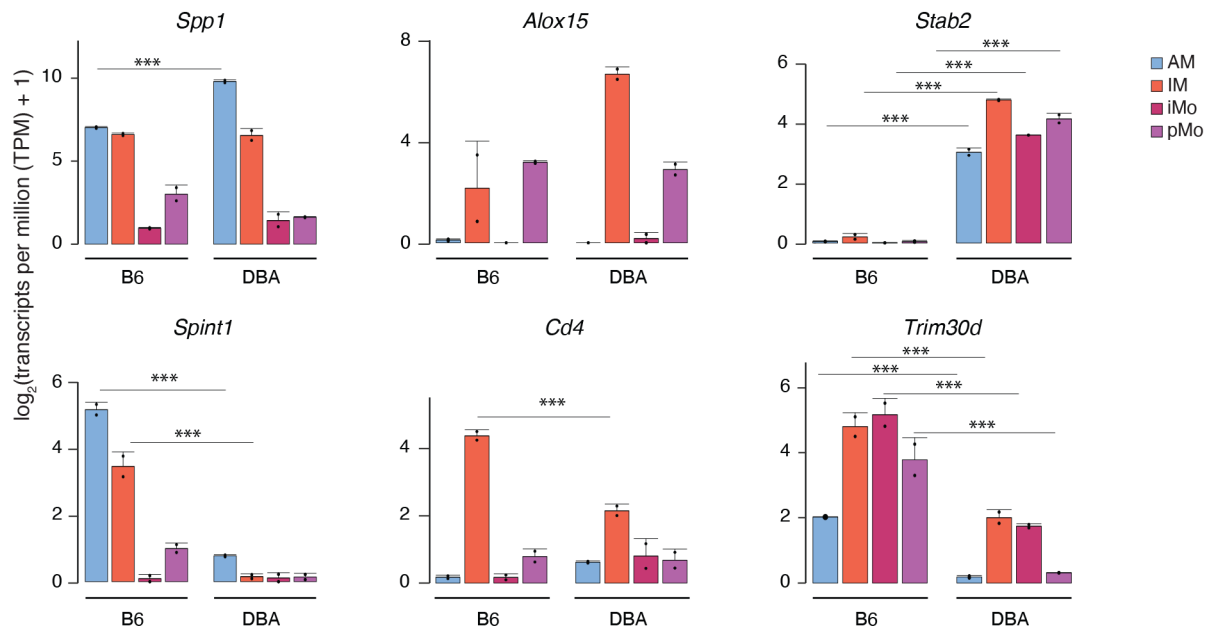 Spp1
Alox15
Stab2
log2(transcripts per million (TPM) + 1)
10
5
0
***
B6
DBA
8
4
0
B6
DBA
6
4
2
0
***
***
***
***
B6
DBA
AM
IM
iMo
pMo
Spint1
Cd4
Trim30d
6
4
2
0
***
***
B6
DBA
4
2
0
***
B6
DBA
6
4
2
0
***
***
***
***
B6
DBA